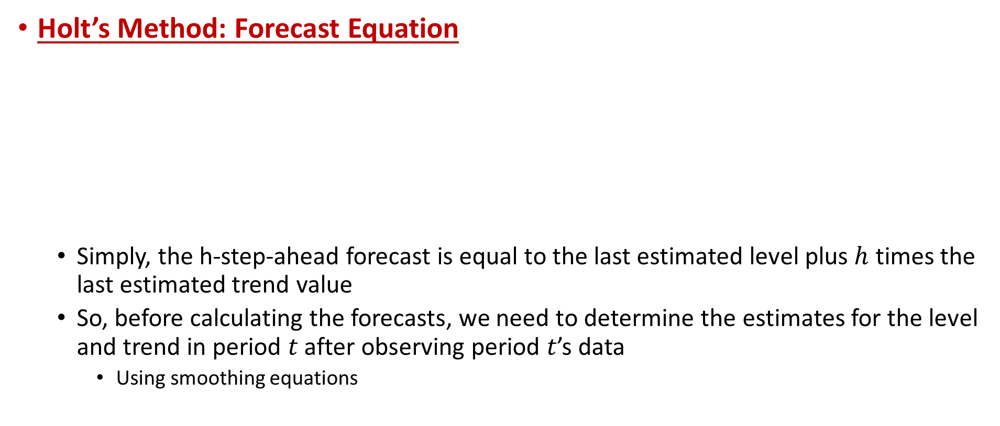 • Holt’s Method: Forecast Equation
• Simply, the h-step-ahead forecast is equal to the last estimated level plus ℎ times the
last estimated trend value
• So, before calculating the forecasts, we need to determine the estimates for the level
and trend in period 𝑡 after observing period 𝑡’s data
• Using smoothing equations